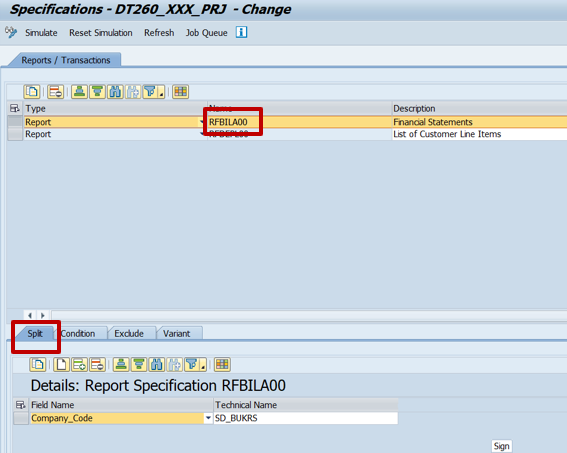 Specifications - DT260_XXX_PRJ - Change
Simulate Reset Simulation Refresh Job Queue
Reports / Transactions
Type Name Description
Report RFBILA00 Financial Statements
Report RFDEPL00 List of Customer Line Items
Split Condition Exclude Variant
Details: Report Specification RFBILA00
Field Name Technical Name
Company_Code SD_BUKRS
Sign